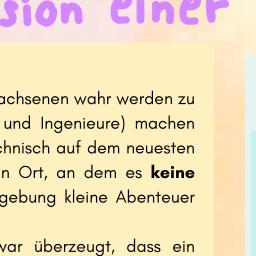 sion einer
achsenen wahr werden zu
und Ingenieure) machen
chnisch auf dem neuesten
n Ort, an dem es keine
gebung kleine Abenteuer
war überzeugt, dass ein